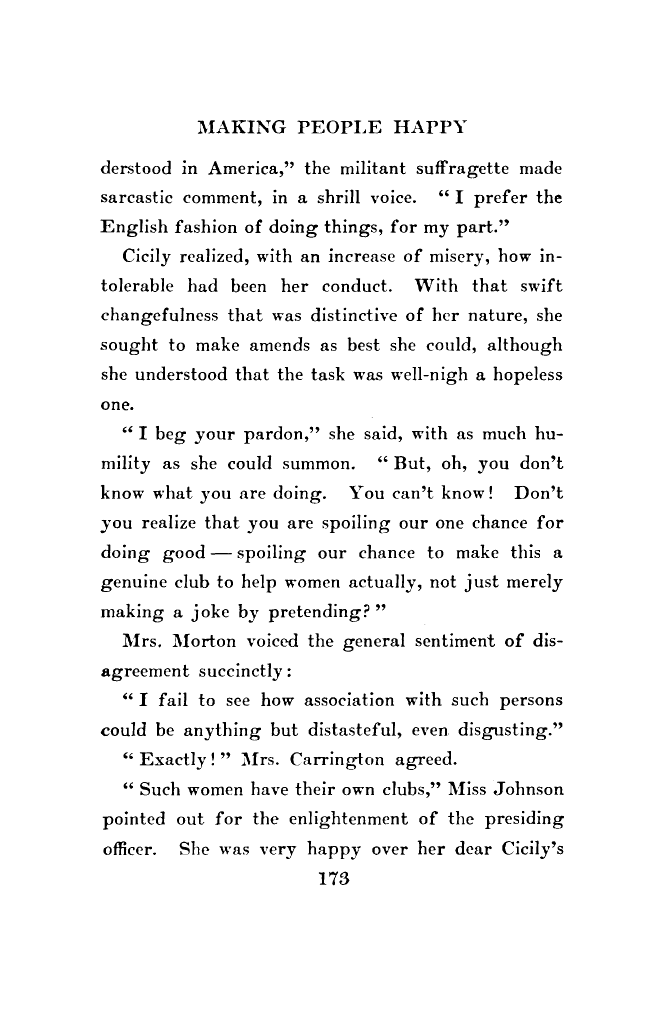 MAKING PEOPLE HAPPY
derstood in America,” the militant suffragette made
sarcastic comment, in a shrill voice. “I prefer the
English fashion of doing things, for my part.”
Cicily realized, with an increase of misery, how in-
tolerable had been her conduct. With that swift
changefulness that was distinctive of her nature, she
sought to make amends as best she could, although
she understood that the task was well-nigh a hopeless
one.
“I beg your pardon,” she said, with as much hu-
mility as she could summon. “But, oh, you don’t
know what you are doing. You can’t know! Don’t
you realize that you are spoiling our one chance for
doing good — spoiling our chance to make this a
genuine club to help women actually, not just merely
making a joke by pretending?”
Mrs. Morton voiced the general sentiment of dis-
agreement succinctly:
“I fail to see how association with such persons
could be anything but distasteful, even disgusting.”
“Exactly!” Mrs. Carrington agreed.
“Such women have their own clubs,” Miss Johnson
pointed out for the enlightenment of the presiding
officer. She was very happy over her dear Cicily’s
173